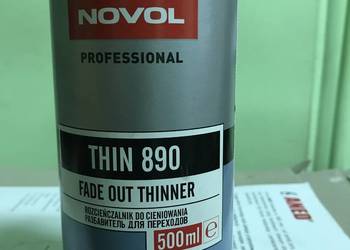 NOVOL
PROFESSIONAL
THIN 890
FADE OUT THINNER
ROZCIEŃCZALNIK DO CIENIOWANIA
РАЗБАВИТЕЛЬ ДЛЯ ПЕРЕХОДОВ
500ml e